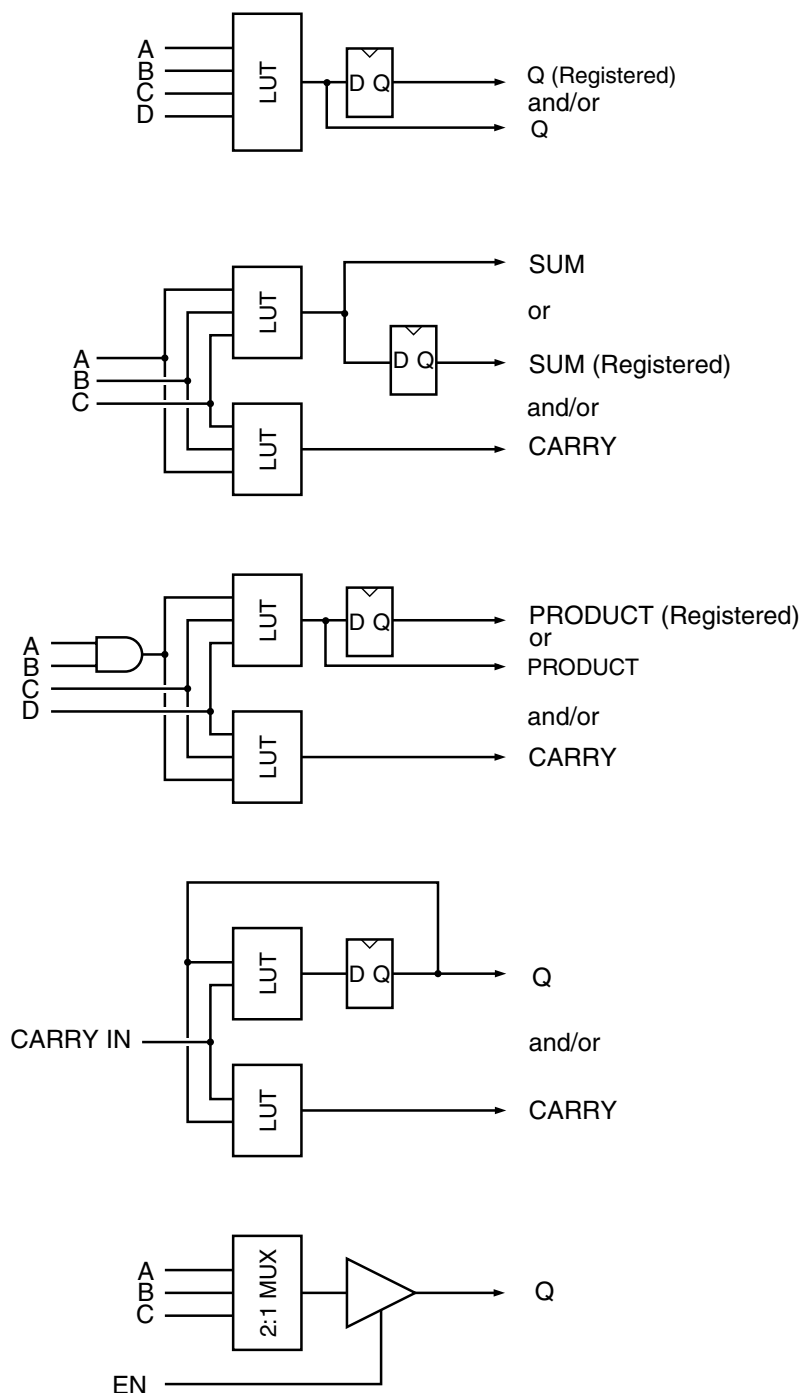 A
B
C
D
LUT
D Q
Q (Registered)
and/or
Q
A
B
C
LUT
LUT
D Q
SUM
or
SUM (Registered)
and/or
CARRY
A
B
C
D
LUT
LUT
D Q
PRODUCT (Registered)
or
PRODUCT
and/or
CARRY
CARRY IN
LUT
LUT
D Q
Q
and/or
CARRY
A
B
C
2:1 MUX
Q
EN